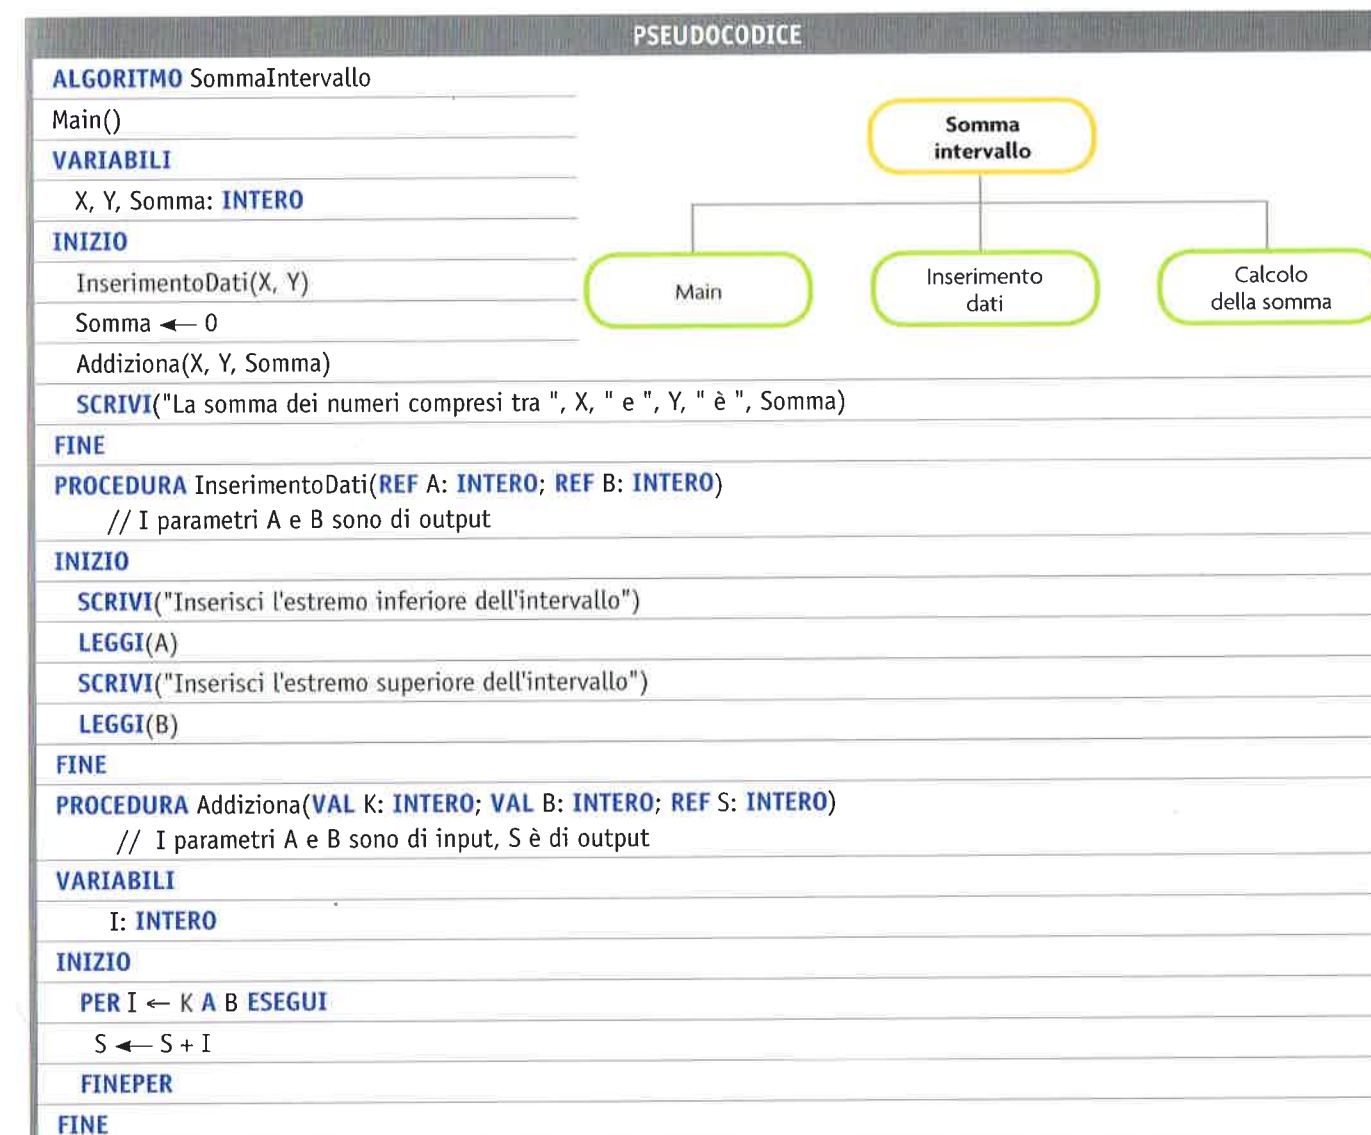 PSEUDOCODICE
ALGORITMO SommaIntervallo
Main()
VARIABILI
X, Y, Somma: INTERO
INIZIO
InserimentoDati(X, Y)
Somma ← 0
Addiziona(X, Y, Somma)
SCRIVI("La somma dei numeri compresi tra ", X, " e ", Y, " è ", Somma)
FINE
PROCEDURA InserimentoDati(REF A: INTERO; REF B: INTERO)
// I parametri A e B sono di output
INIZIO
SCRIVI("Inserisci l'estremo inferiore dell'intervallo")
LEGGI(A)
SCRIVI("Inserisci l'estremo superiore dell'intervallo")
LEGGI(B)
FINE
PROCEDURA Addiziona(VAL K: INTERO; VAL B: INTERO; REF S: INTERO)
// I parametri A e B sono di input, S è di output
VARIABILI
I: INTERO
INIZIO
PER I ← K A B ESEGUI
S ← S + I
FINEPER
FINE
Somma
intervallo
Main
Inserimento
dati
Calcolo
della somma